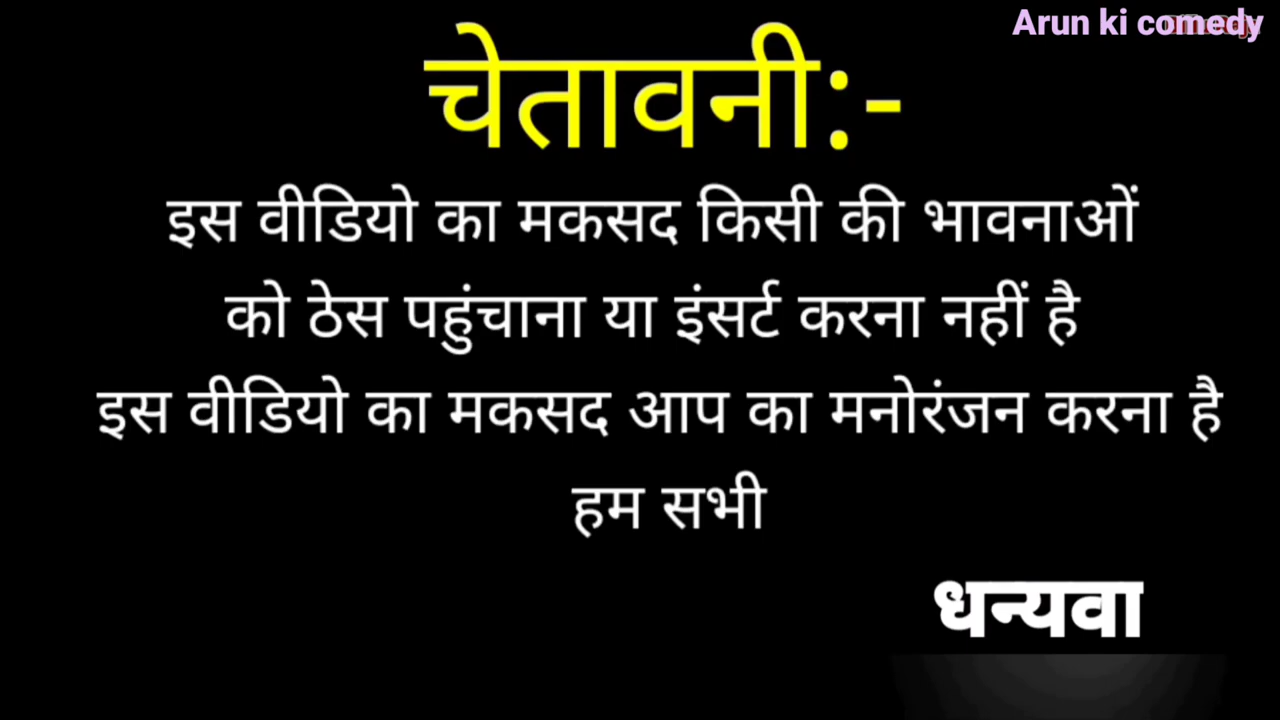 Arun ki comedy
चेतावनी:-
इस वीडियो का मकसद किसी की भावनाओं
को ठेस पहुंचाना या इंसर्ट करना नहीं है
इस वीडियो का मकसद आप का मनोरंजन करना है
हम सभी
धन्यवा